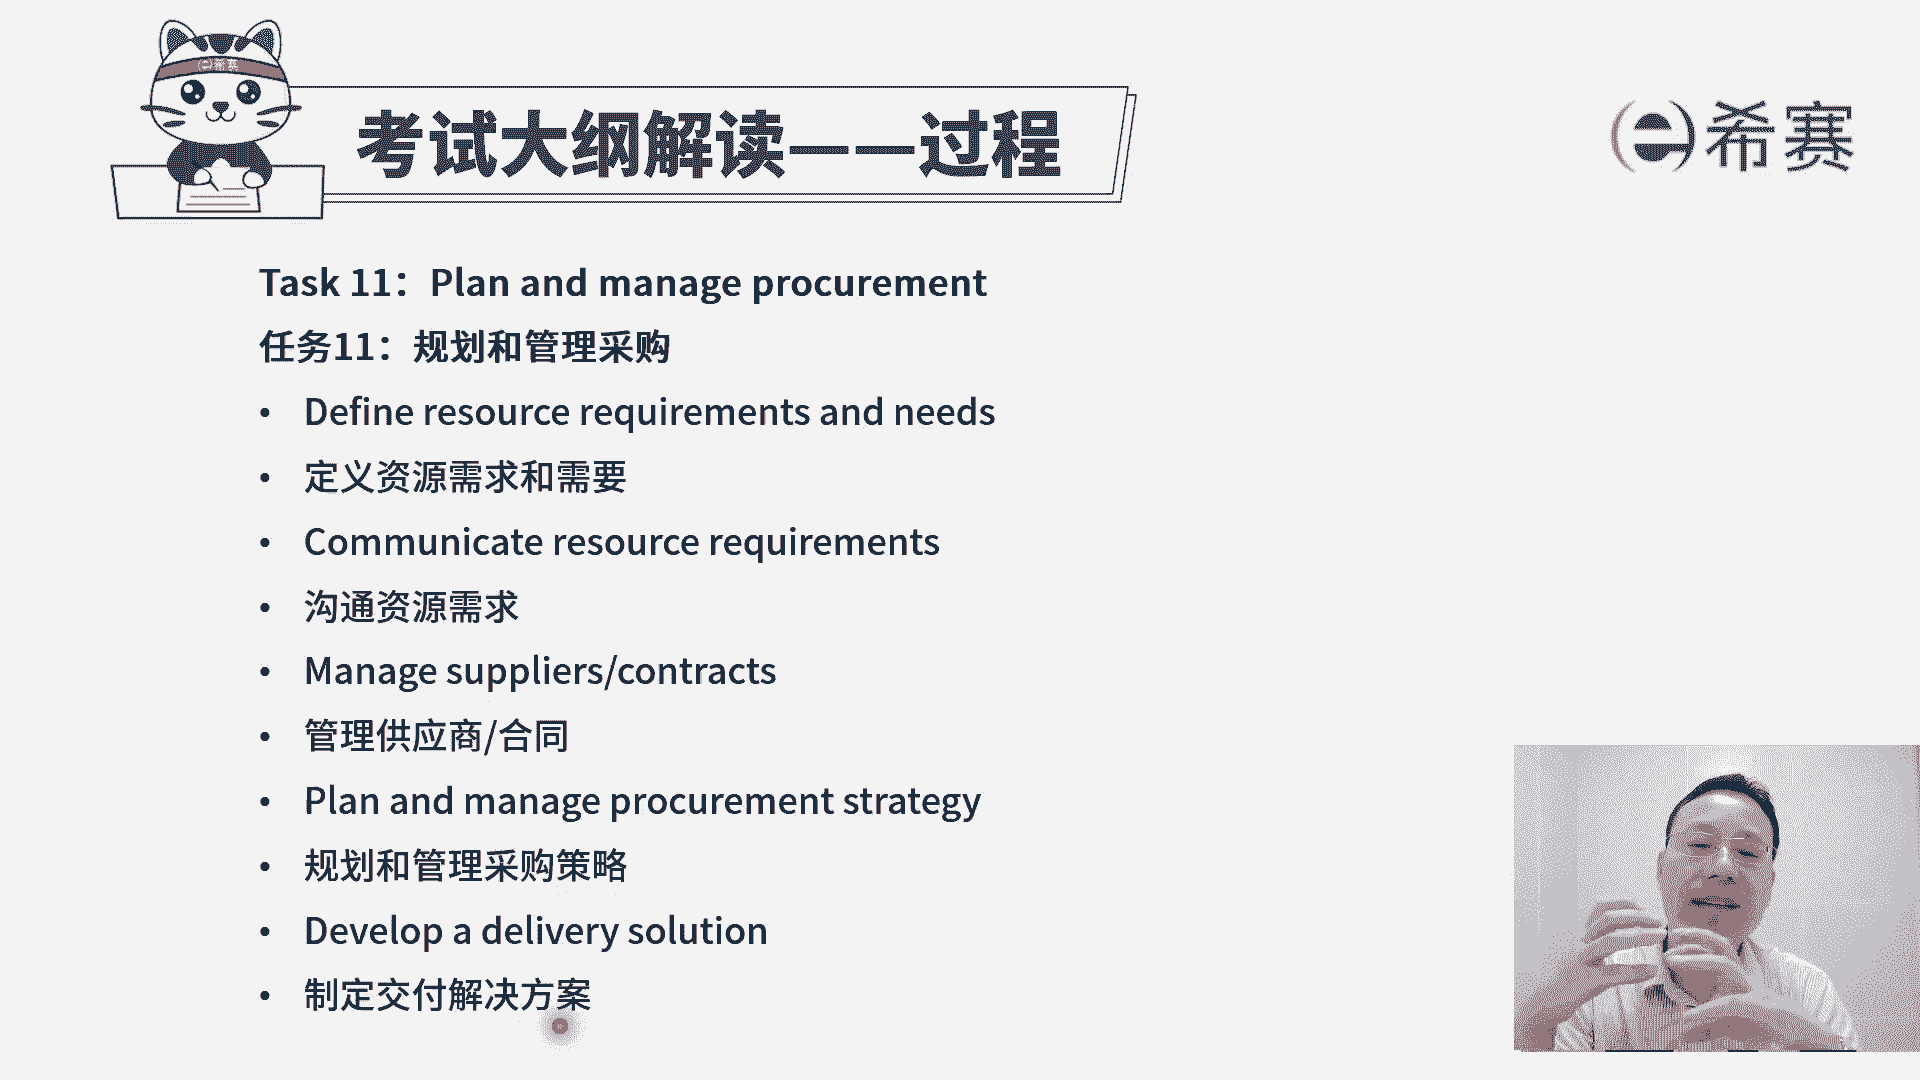 希赛
考试大纲解读——过程
希赛
Task 11：Plan and manage procurement
任务11：规划和管理采购
• Define resource requirements and needs
• 定义资源需求和需要
• Communicate resource requirements
• 沟通资源需求
• Manage suppliers/contracts
• 管理供应商/合同
• Plan and manage procurement strategy
• 规划和管理采购策略
• Develop a delivery solution
• 制定交付解决方案